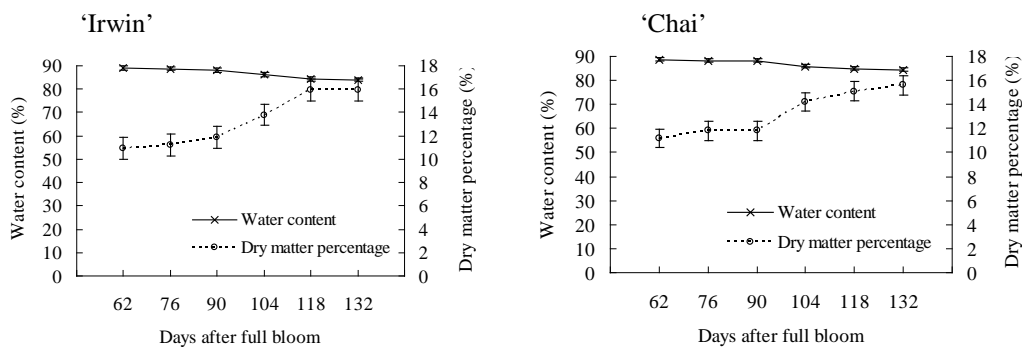 ‘Irwin’
Water content (%)
90
80
70
60
50
40
30
20
10
0
18
16
14
12
10
8
6
4
2
0
Dry matter percentage (%)
Water content
Dry matter percentage
62 76 90 104 118 132
Days after full bloom
‘Chai’
Water content (%)
90
80
70
60
50
40
30
20
10
0
18
16
14
12
10
8
6
4
2
0
Dry matter percentage (%)
Water content
Dry matter percentage
62 76 90 104 118 132
Days after full bloom